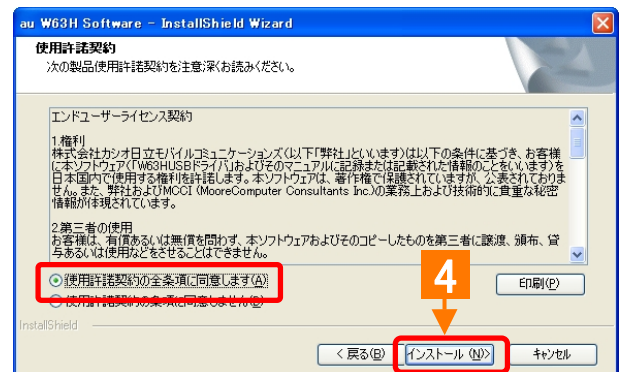 au W63H Software - InstallShield Wizard
使用許諾契約
次の製品使用許諾契約を注意深くお読みください。
エンドユーザーライセンス契約
1.権利
株式会社カシオ日立モバイルコミュニケーションズ(以下「弊社」といいます)は以下の条件に基づき、お客様
に本ソフトウェア(「W63HUSBドライバ」およびそのマニュアルに記録または記載された情報のことをいいます)を
日本国内で使用する権利を許諾します。本ソフトウェアは、著作権で保護されていますが、公表されておりま
せん。また、弊社およびMCCI (MooreComputer Consultants Inc.)の業務上および技術的に貴重な秘密
情報が体現されています。
2.第三者の使用
お客様は、有償あるいは無償を問わず、本ソフトウェアおよびそのコピーしたものを第三者に譲渡、頒布、貸
与あるいは使用などをさせることはできません。
使用許諾契約の全条項に同意します(A)
使用許諾契約の条項に同意しません(D)
4
印刷(P)
InstallShield
< 戻る(B)
インストール (N)>
キャンセル